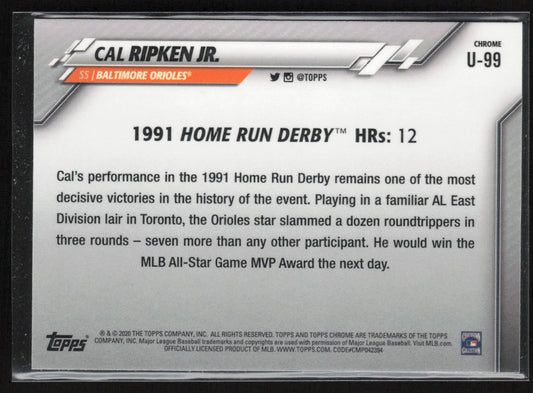 CAL RIPKEN JR.
CHROME
U-99
SS | BALTIMORE ORIOLES®
@TOPPS
1991 HOME RUN DERBY™ HRs: 12
Cal's performance in the 1991 Home Run Derby remains one of the most
decisive victories in the history of the event. Playing in a familiar AL East
Division lair in Toronto, the Orioles star slammed a dozen roundtrippers in
three rounds – seven more than any other participant. He would win the
MLB All-Star Game MVP Award the next day.
Topps
® & © 2020 THE TOPPS COMPANY, INC. ALL RIGHTS RESERVED. TOPPS AND TOPPS CHROME ARE TRADEMARKS OF THE TOPPS
COMPANY, INC. Major League Baseball trademarks and copyrights are used with permission of Major League Baseball. Visit MLB.com.
OFFICIALLY LICENSED PRODUCT OF MLB. WWW.TOPPS.COM. CODE#CMP042394